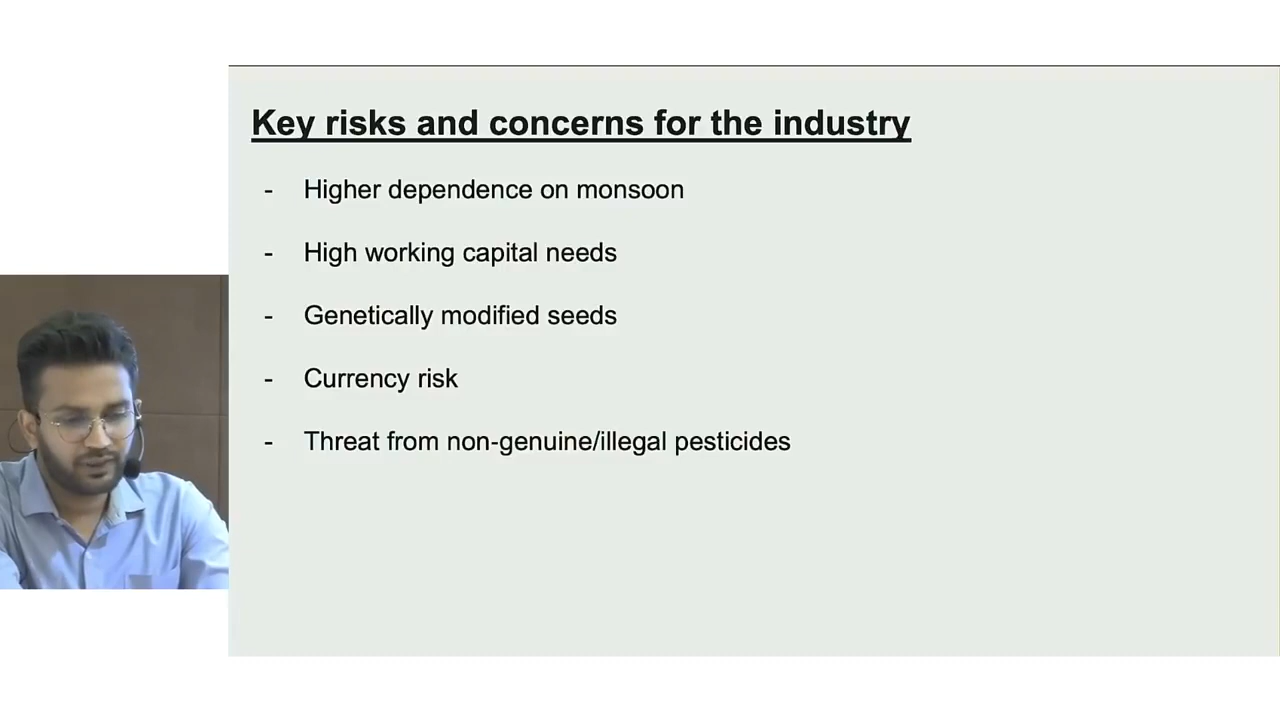 Key risks and concerns for the industry
- Higher dependence on monsoon
- High working capital needs
- Genetically modified seeds
- Currency risk
- Threat from non-genuine/illegal pesticides